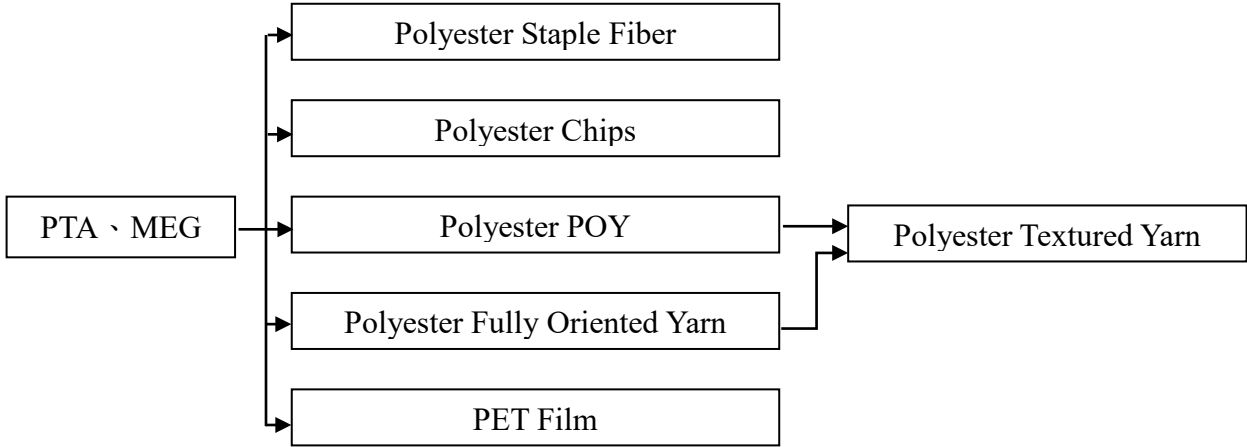 Polyester Staple Fiber
Polyester Chips
PTA、MEG
Polyester POY
Polyester Textured Yarn
Polyester Fully Oriented Yarn
PET Film